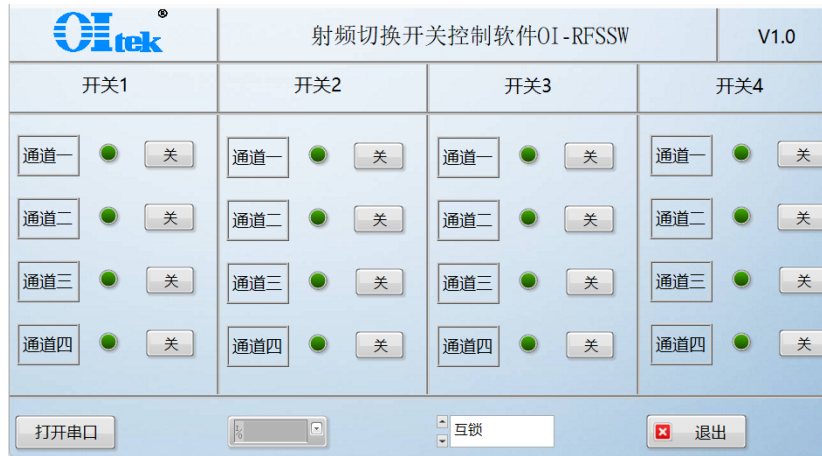 OItek®
射频切换开关控制软件OI-RFSSW
V1.0
开关1 开关2 开关3 开关4
通道一 关 通道一 关 通道一 关 通道一 关
通道二 关 通道二 关 通道二 关 通道二 关
通道三 关 通道三 关 通道三 关 通道三 关
通道四 关 通道四 关 通道四 关 通道四 关
打开串口 I/O 互锁 退出